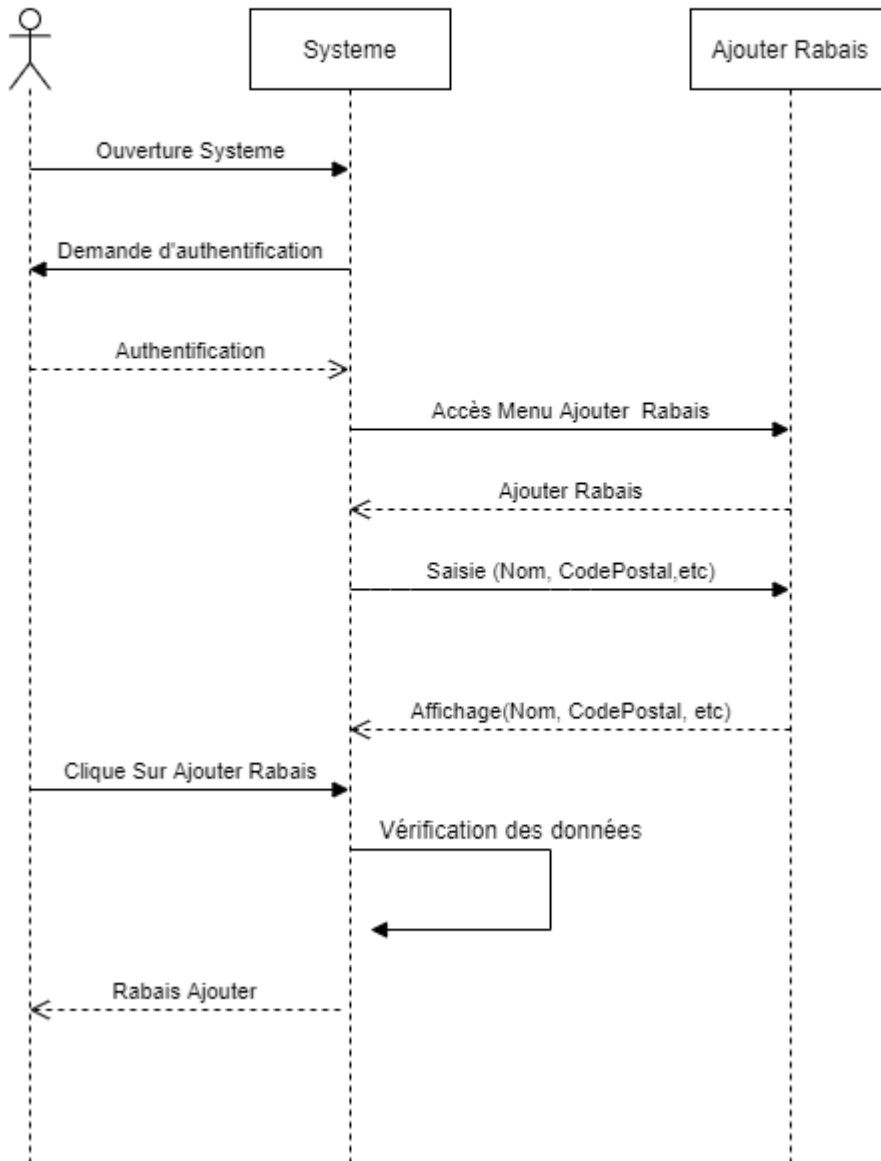 Systeme
Ajouter Rabais
Ouverture Systeme
Demande d'authentification
Authentification
Accès Menu Ajouter Rabais
Ajouter Rabais
Saisie (Nom, CodePostal,etc)
Affichage(Nom, CodePostal, etc)
Clique Sur Ajouter Rabais
Vérification des données
Rabais Ajouter